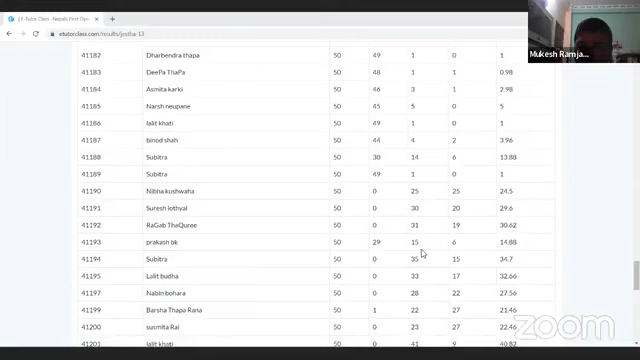 [ E-Tutor Class -Nepals First Op
etutorclass.com/results/jestha-13
Mukesh Ramja...
41182 Dharbendra thapa 50 49 1 0 1
41183 DeePa ThaPa 50 48 1 1 0.98
41184 Asmita karki 50 46 3 1 2.98
41185 Narsh neupane 50 45 5 0 5
41186 lalit khati 50 49 1 0 1
41187 binod shah 50 44 4 2 3.96
41188 Subitra 50 30 14 6 13.88
41189 Subitra 50 49 1 0 1
41190 Nibha kushwaha 50 0 25 25 24.5
41191 Suresh lothyal 50 0 30 20 29.6
41192 RaGab ThaQuree 50 0 31 19 30.62
41193 prakash bk 50 29 15 6 14.88
41194 Subitra 50 0 35 15 34.7
41195 Lalit budha 50 0 33 17 32.66
41197 Nabin bohara 50 0 28 22 27.56
41199 Barsha Thapa Rana 50 1 22 27 21.46
41200 susmita Rai 50 0 23 27 22.46
41201 lalit khati 50 0 41 9 40.82
zoom